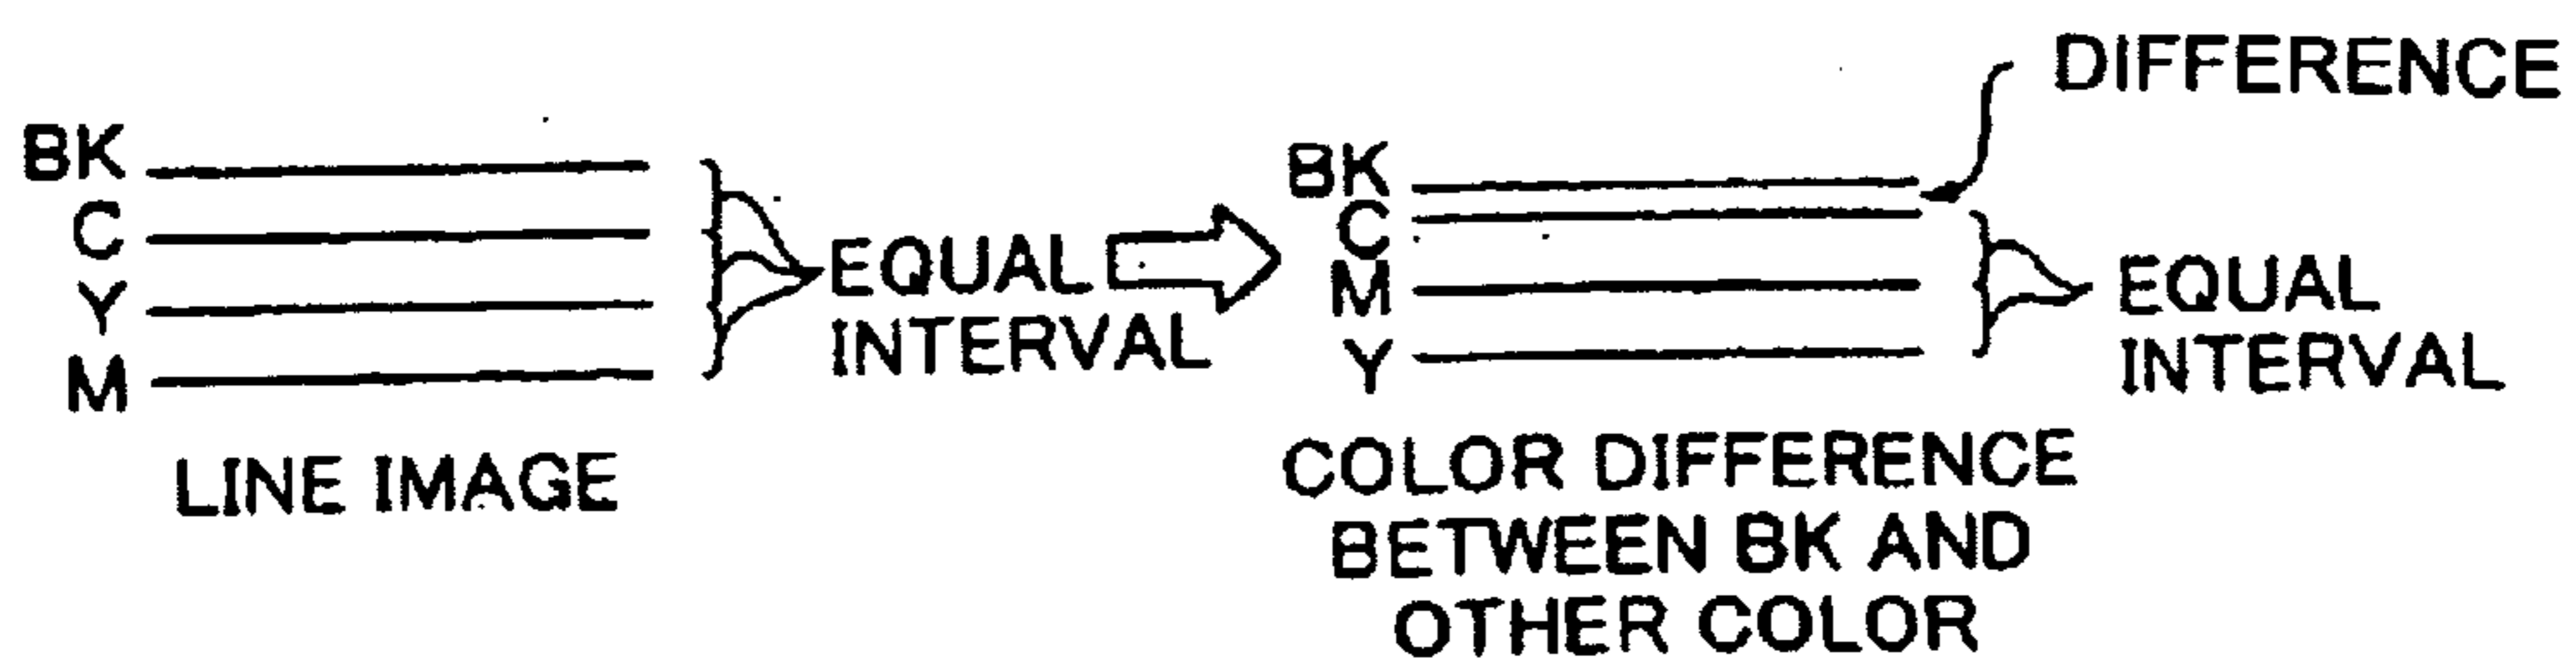 BK
C
Y
M
EQUAL
INTERVAL
LINE IMAGE
DIFFERENCE
BK
C
M
Y
EQUAL
INTERVAL
COLOR DIFFERENCE
BETWEEN BK AND
OTHER COLOR